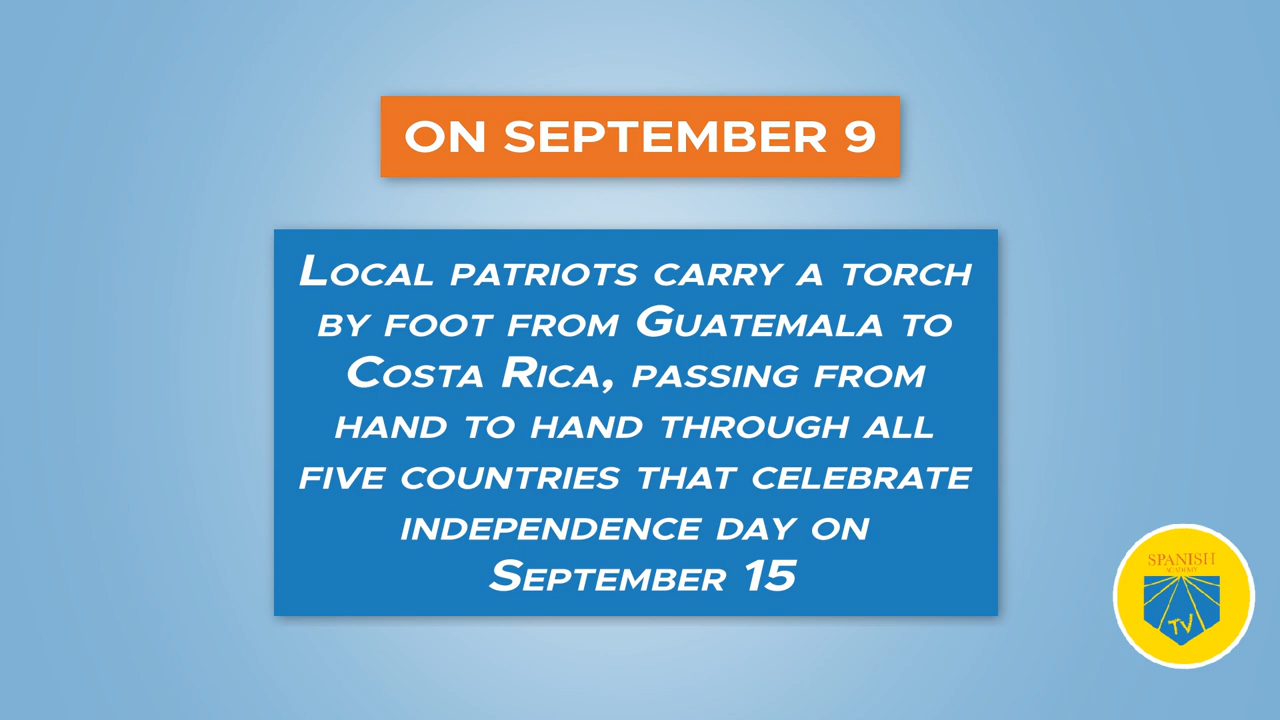 ON SEPTEMBER 9
Local patriots carry a torch
by foot from Guatemala to
Costa Rica, passing from
hand to hand through all
five countries that celebrate
independence day on
September 15
SPANISH
ACADEMY
TV